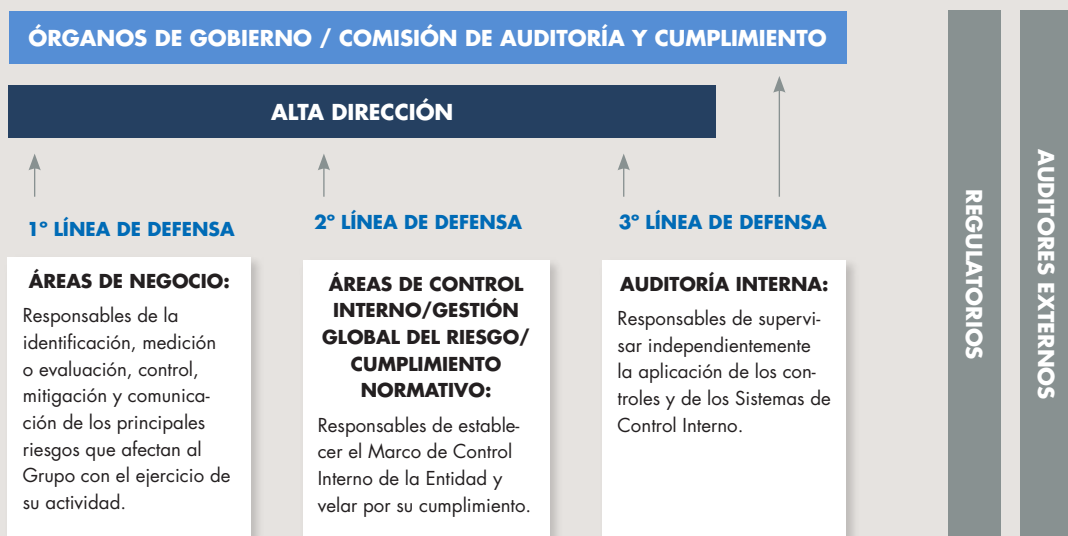 ÓRGANOS DE GOBIERNO / COMISIÓN DE AUDITORÍA Y CUMPLIMIENTO
ALTA DIRECCIÓN
1º LÍNEA DE DEFENSA
ÁREAS DE NEGOCIO:
Responsables de la
identificación, medición
o evaluación, control,
mitigación y comunica-
ción de los principales
riesgos que afectan al
Grupo con el ejercicio de
su actividad.
2º LÍNEA DE DEFENSA
ÁREAS DE CONTROL
INTERNO/GESTIÓN
GLOBAL DEL RIESGO/
CUMPLIMIENTO
NORMATIVO:
Responsables de estable-
cer el Marco de Control
Interno de la Entidad y
velar por su cumplimiento.
3º LÍNEA DE DEFENSA
AUDITORÍA INTERNA:
Responsables de supervi-
sar independientemente
la aplicación de los con-
troles y de los Sistemas de
Control Interno.
REGULATORIOS
AUDITORES EXTERNOS